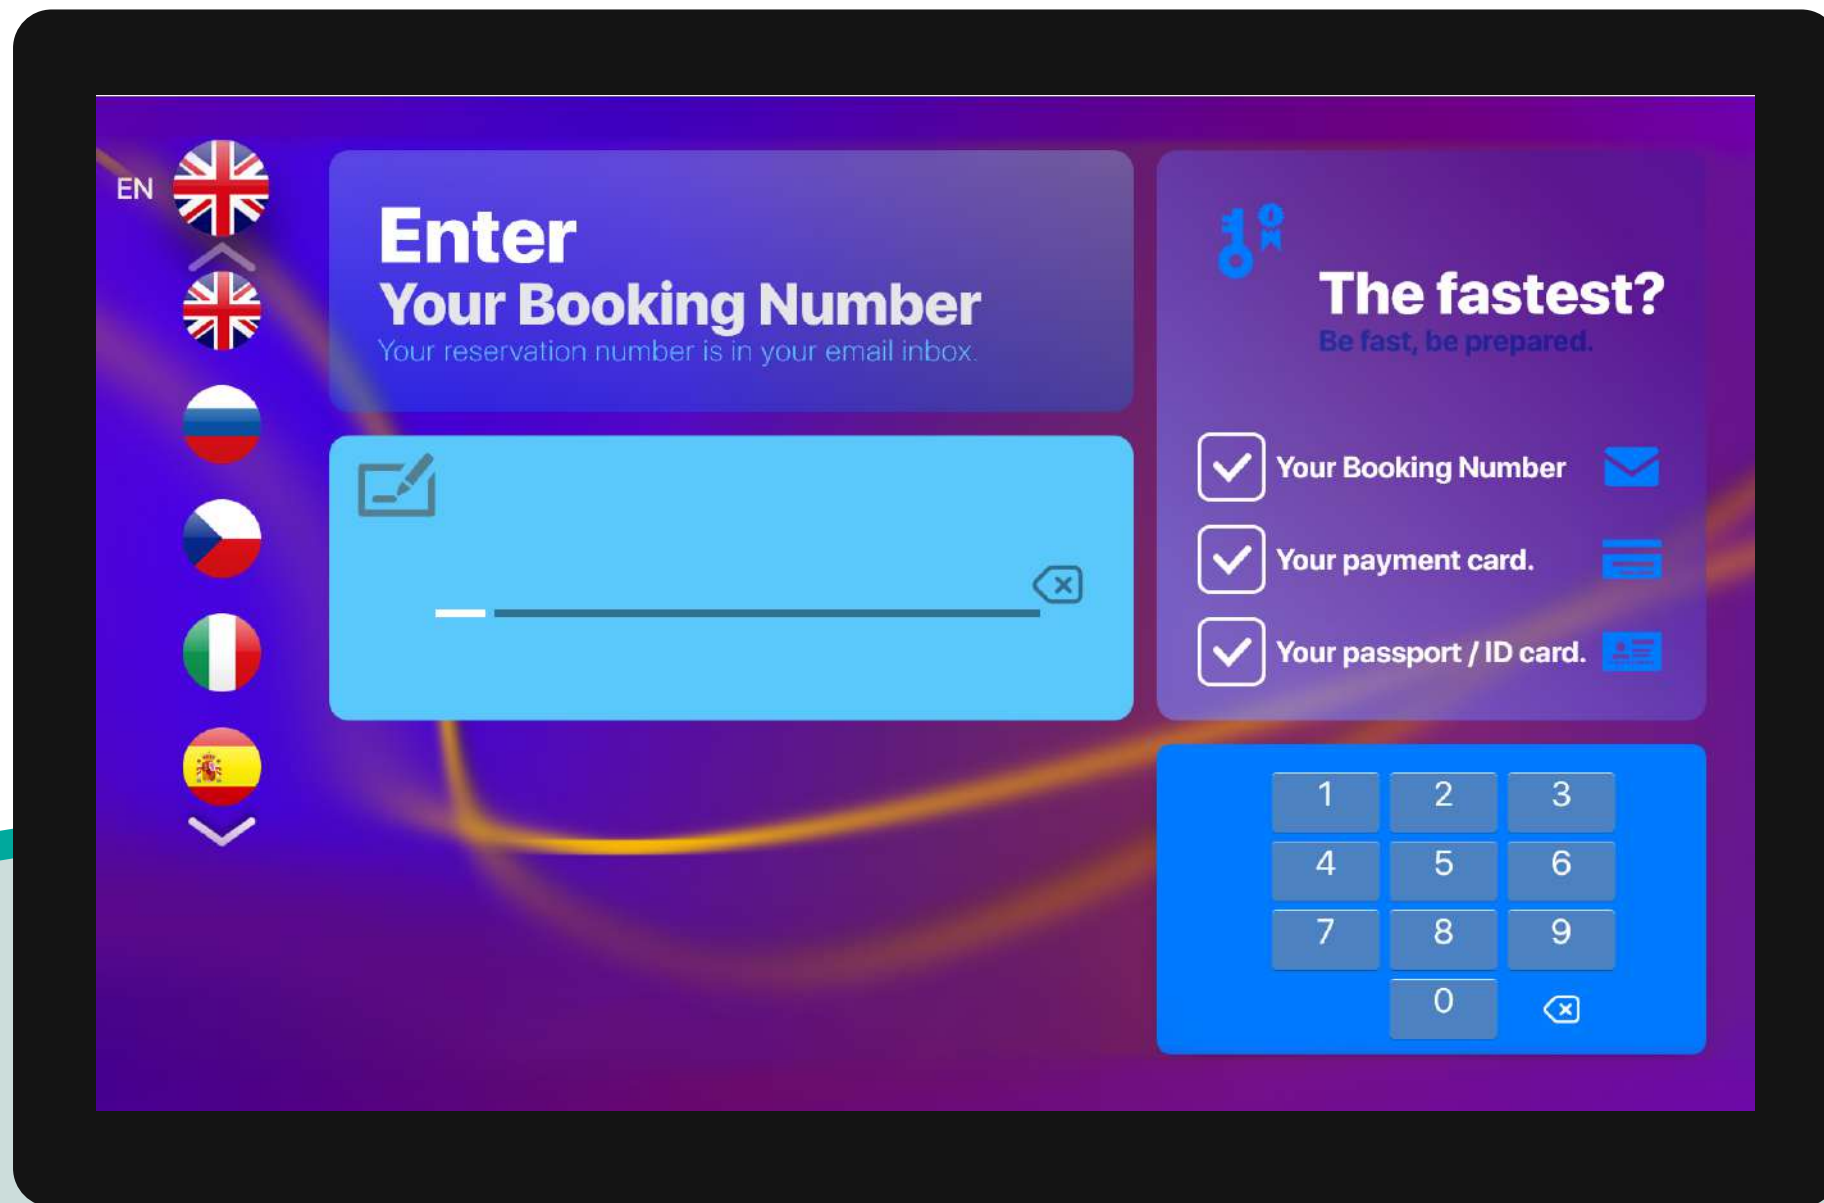 EN
Enter
Your Booking Number
Your reservation number is in your email inbox.
The fastest?
Be fast, be prepared.
Your Booking Number
Your payment card.
Your passport / ID card.
1 2 3
4 5 6
7 8 9
0